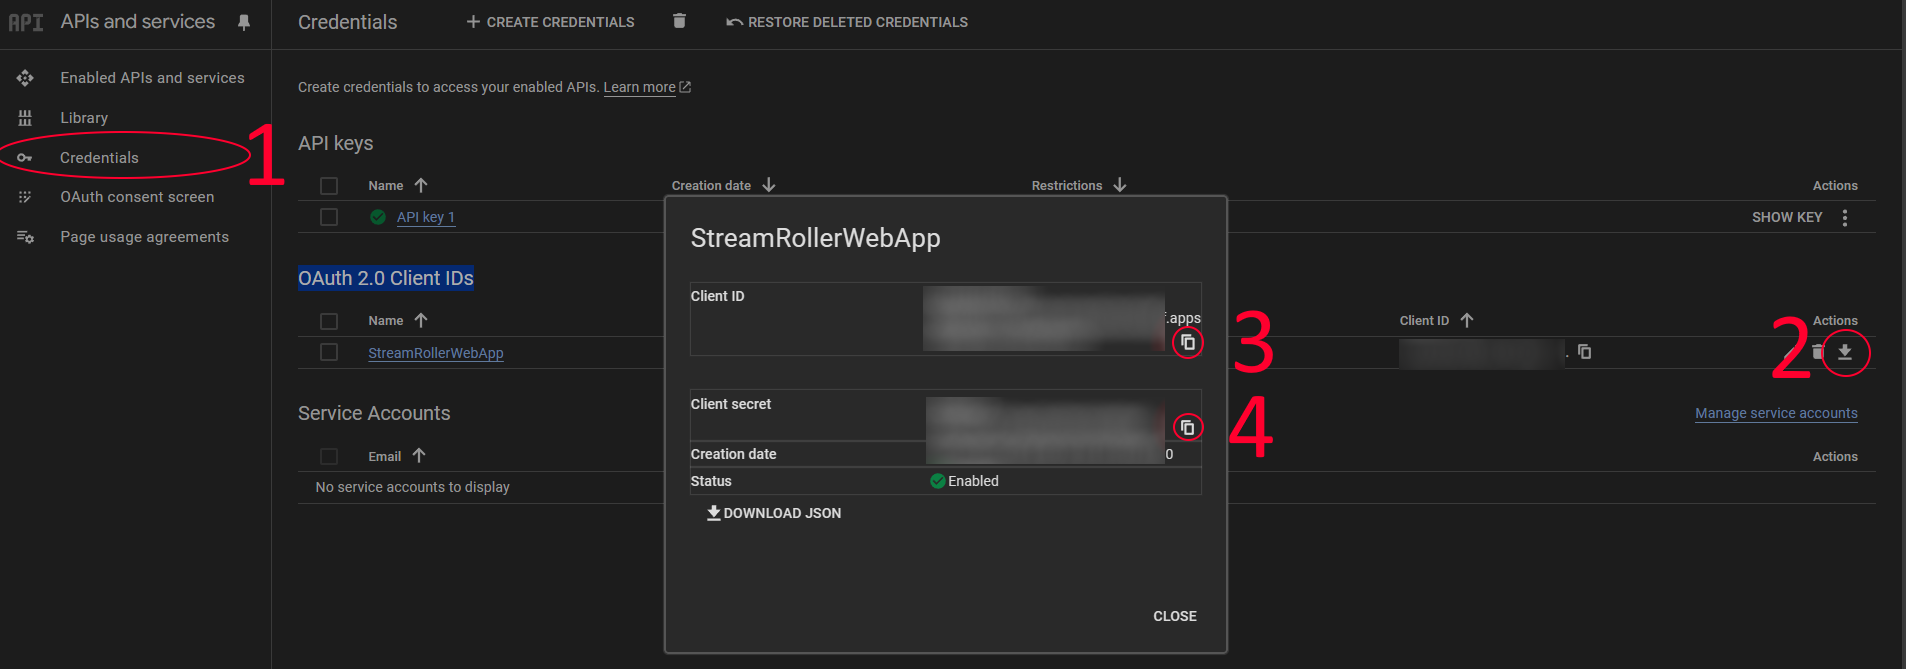 API APIs and services
Credentials + CREATE CREDENTIALS RESTORE DELETED CREDENTIALS
Enabled APIs and services
Library
Credentials
OAuth consent screen
Page usage agreements
1
Create credentials to access your enabled APIs. Learn more
API keys
Name Creation date Restrictions Actions
API key 1 SHOW KEY
OAuth 2.0 Client IDs
Name Client ID Actions
StreamRollerWebApp .
2
Service Accounts Manage service accounts
Email Actions
No service accounts to display
StreamRollerWebApp
Client ID
f.apps
3
Client secret
4
Creation date 0
Status Enabled
DOWNLOAD JSON
CLOSE